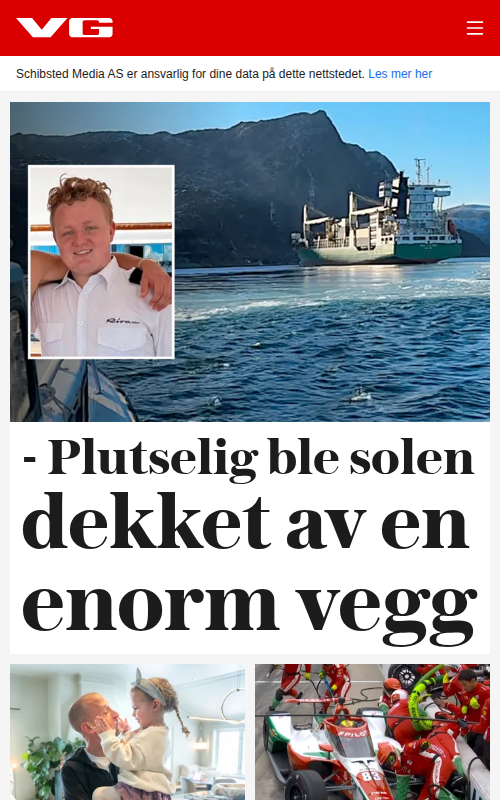 VG
Schibsted Media AS er ansvarlig for dine data på dette nettstedet. Les mer her
- Plutselig ble solen
dekket av en
enorm vegg
83